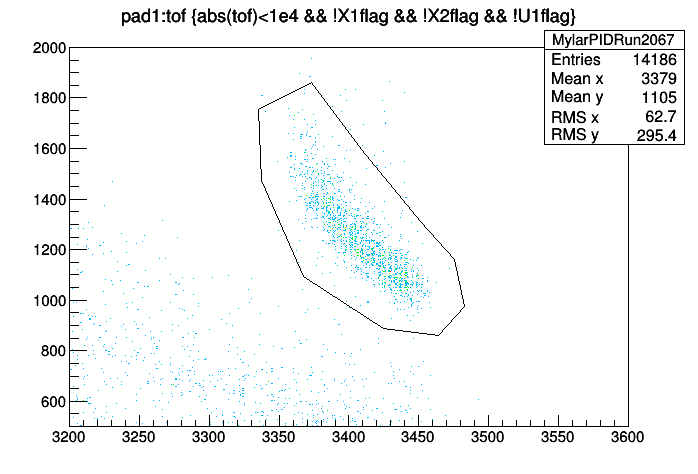 pad1:tof {abs(tof)<1e4 && !X1flag && !X2flag && !U1flag}
MylarPIDRun2067
Entries 14186
Mean x 3379
Mean y 1105
RMS x 62.7
RMS y 295.4
2000
1800
1600
1400
1200
1000
800
600
3200 3250 3300 3350 3400 3450 3500 3550 3600